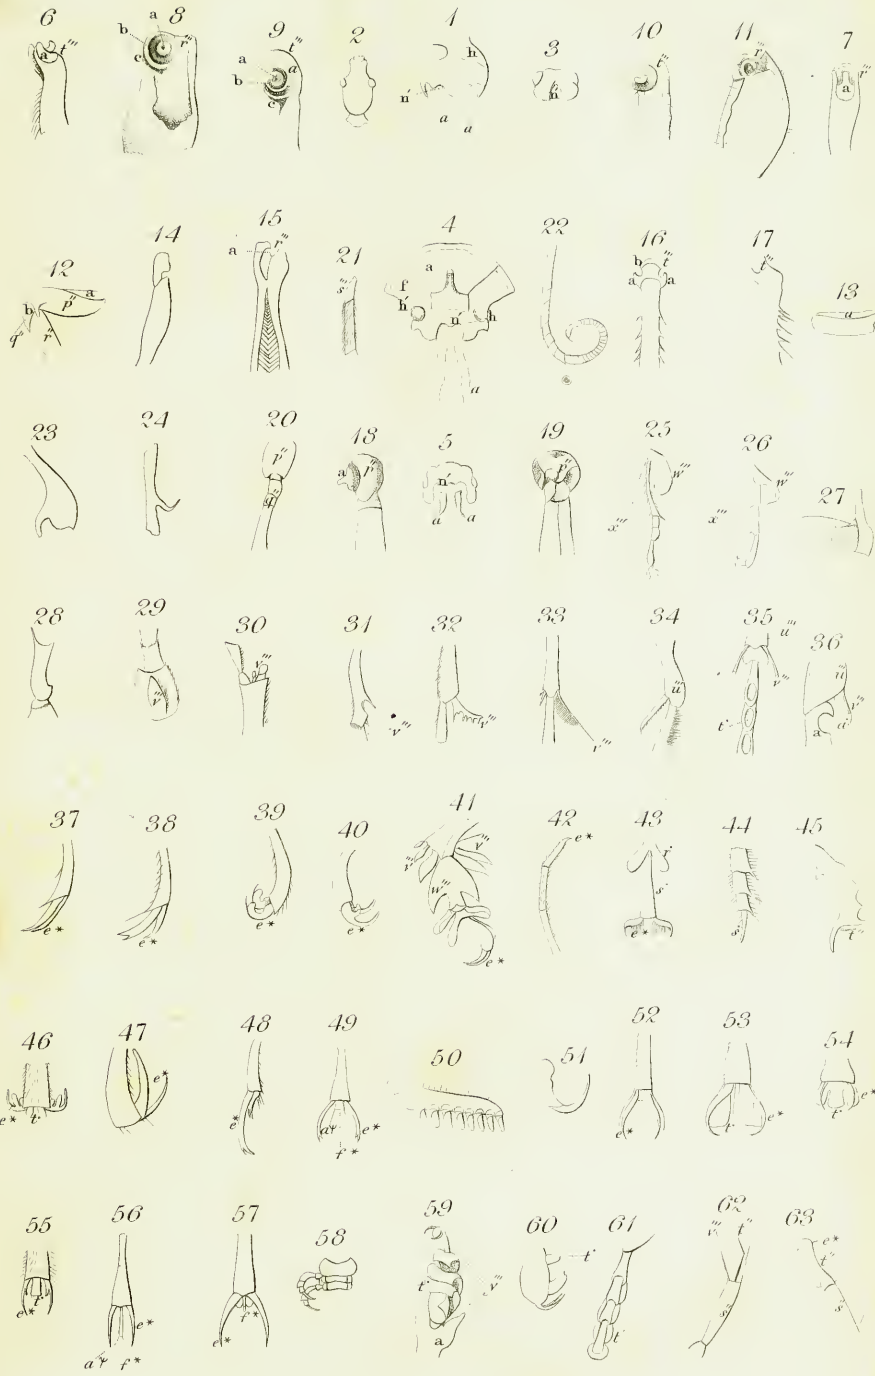 6 8 9 2 1 3 10 11 7
a b c r''' t''' a
a b c a t''' h n' a a n' t''' r''' a r'''
12 14 15 21 4 22 16 17 13
a b p'' q'' r'' a r''' s''' a f h' n' h a b t''' a a t''' a
23 24 20 18 5 19 25 26 27
p'' q'' a r''' n' a a p'' w''' x''' w''' x'''
28 29 30 31 32 33 34 35 36
v''' v''' v''' v''' v''' u''' u''' v''' t· u''' v''' a a
37 38 39 40 41 42 43 44 45
e* e* e* e* v''' v''' w''' e* e* r· s· e* s· t''
46 47 48 49 50 51 52 53 54
e* t· e* e* a e* f* e* t· e* t· e*
55 56 57 58 59 60 61 62 63
e* t· e* a f* e* f* t· a v''' t· t· v''' t'' s· e* t'' s·